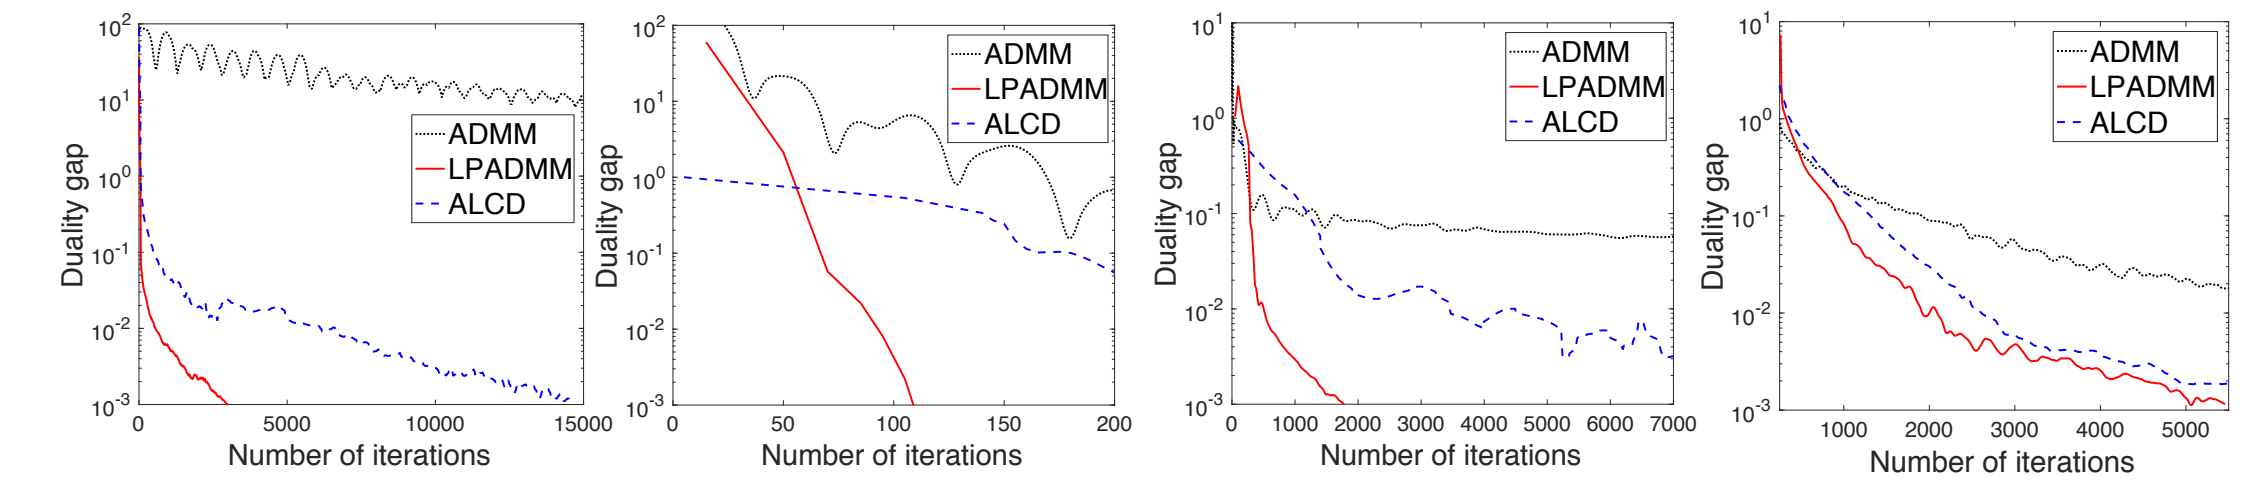 10^2
10^1
10^0
10^-1
10^-2
10^-3
Duality gap
0 5000 10000 15000
Number of iterations
ADMM
LPADMM
ALCD
10^2
10^1
10^0
10^-1
10^-2
10^-3
Duality gap
0 50 100 150 200
Number of iterations
ADMM
LPADMM
ALCD
10^1
10^0
10^-1
10^-2
10^-3
Duality gap
0 1000 2000 3000 4000 5000 6000 7000
Number of iterations
ADMM
LPADMM
ALCD
10^1
10^0
10^-1
10^-2
10^-3
Duality gap
1000 2000 3000 4000 5000
Number of iterations
ADMM
LPADMM
ALCD